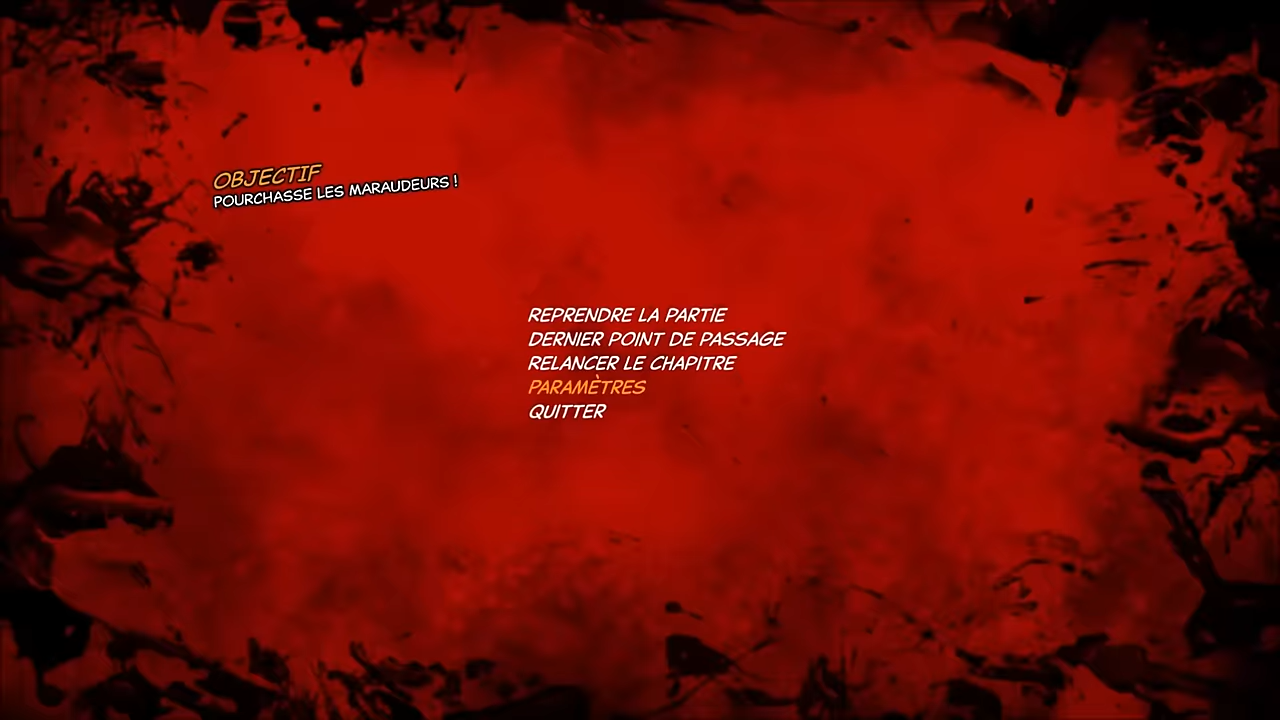 OBJECTIF
POURCHASSE LES MARAUDEURS !
REPRENDRE LA PARTIE
DERNIER POINT DE PASSAGE
RELANCER LE CHAPITRE
PARAMÈTRES
QUITTER